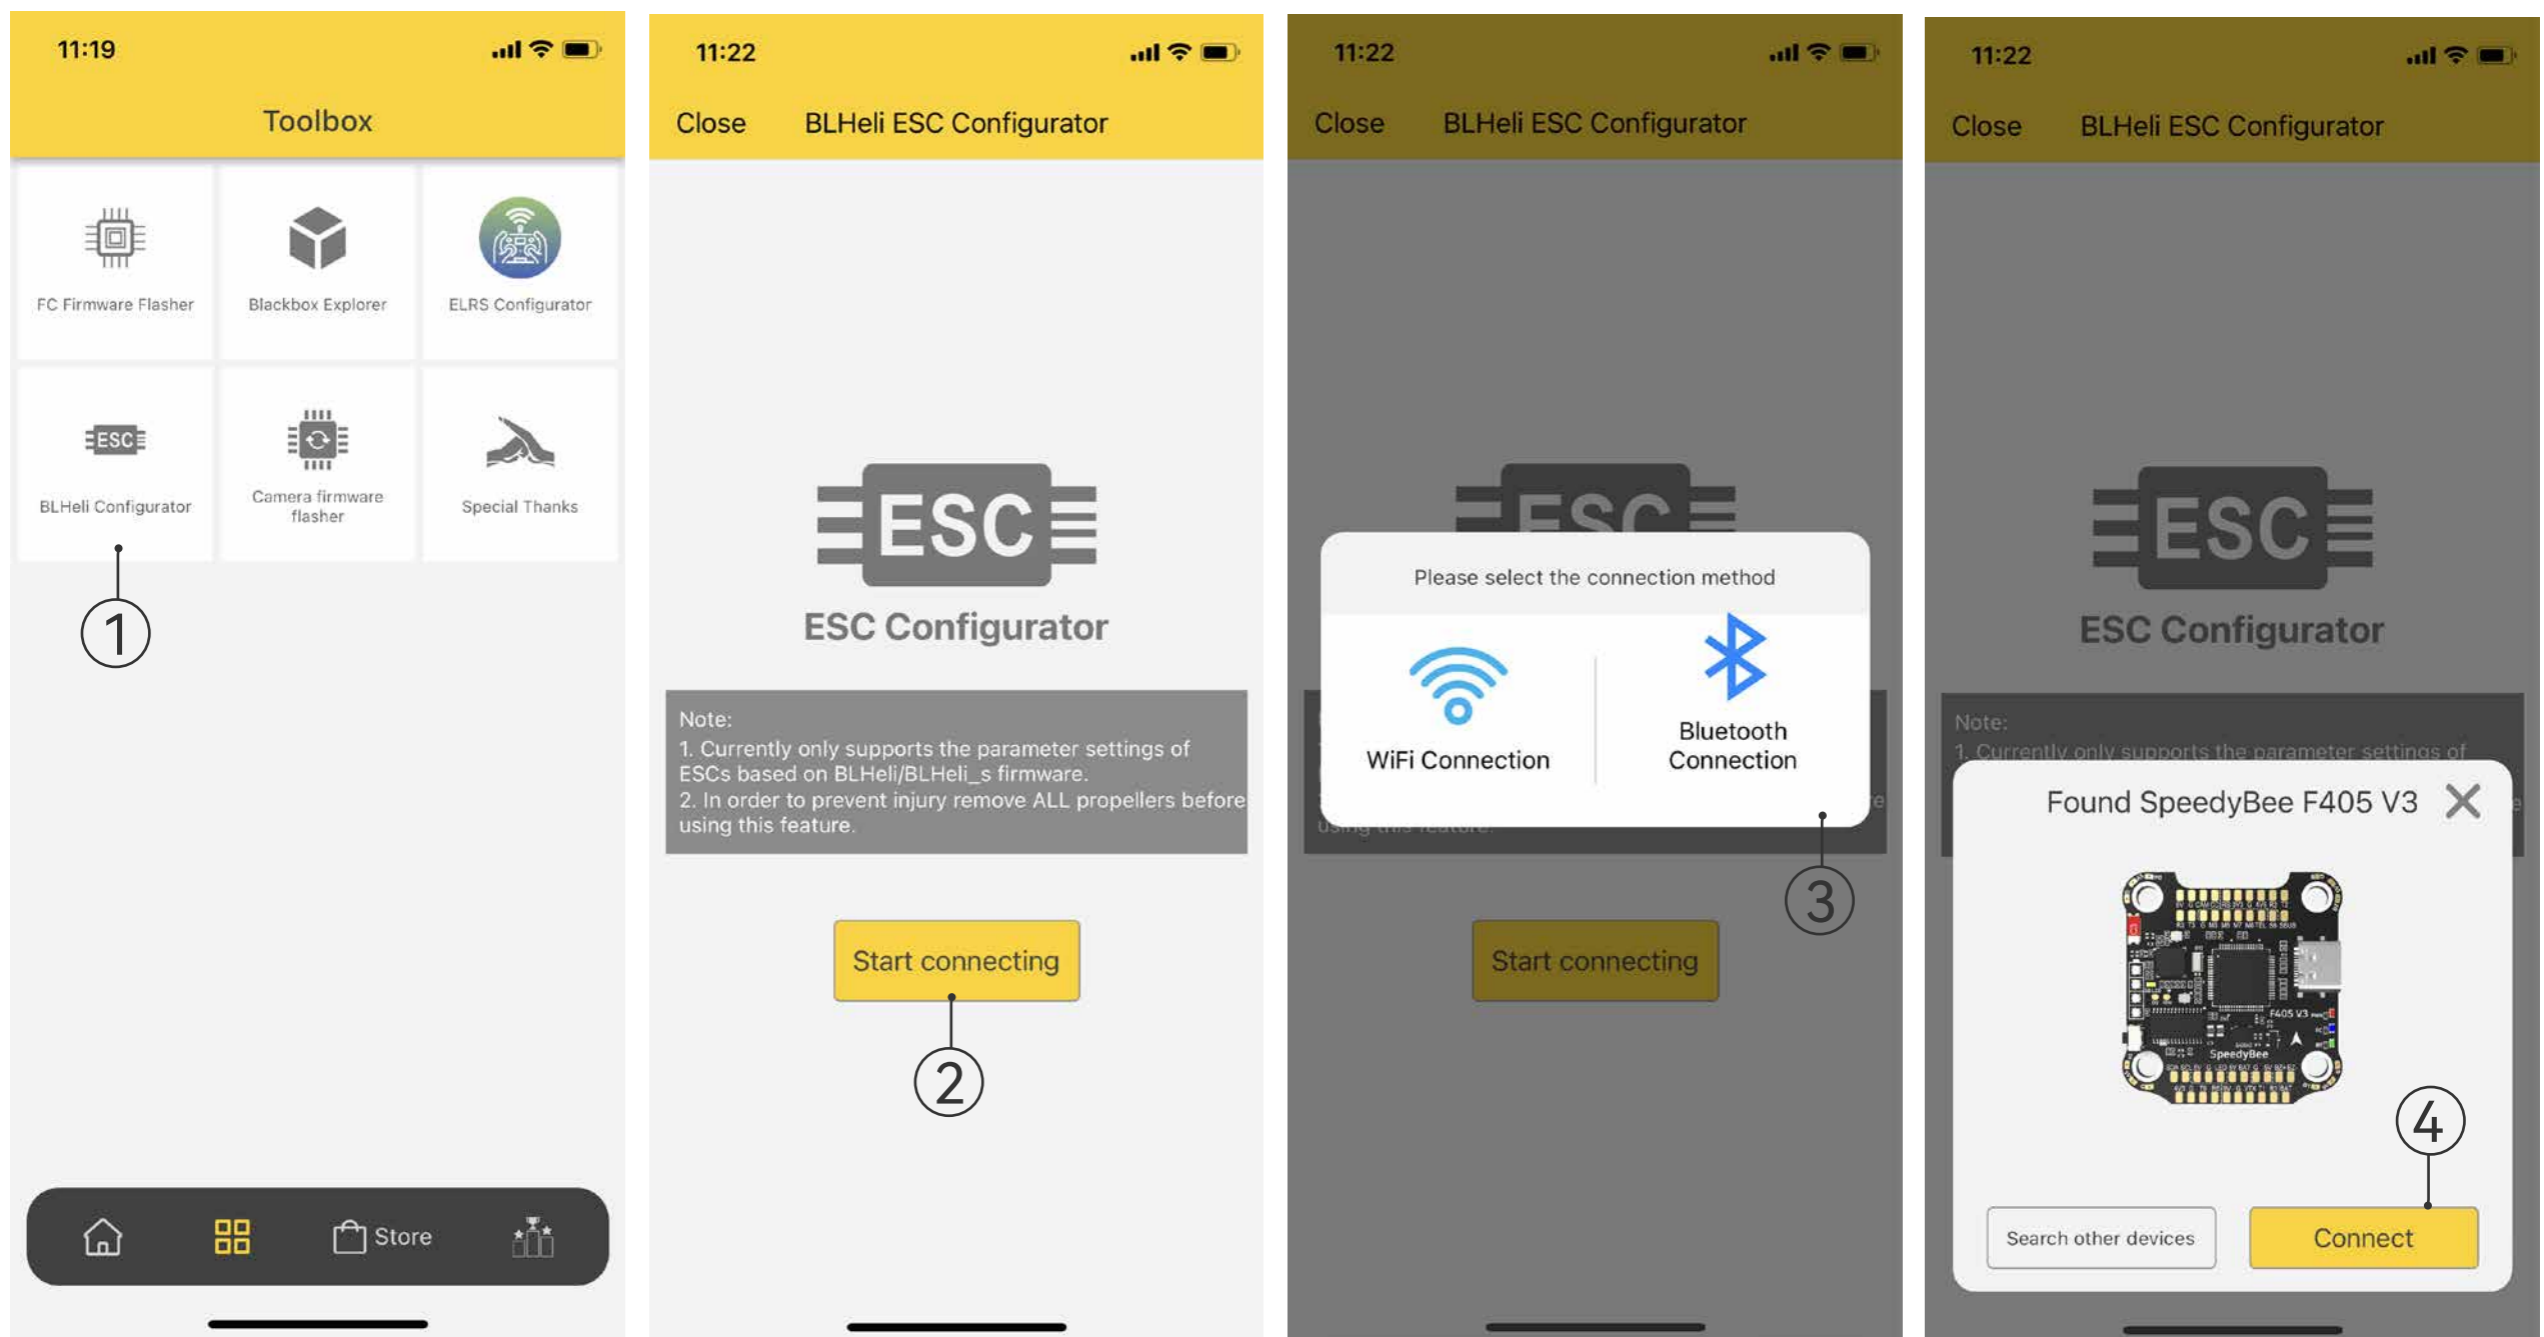 11:19
Toolbox
FC Firmware Flasher
Blackbox Explorer
ELRS Configurator
ESC
BLHeli Configurator
Camera firmware
flasher
Special Thanks
1
Store
11:22
Close
BLHeli ESC Configurator
ESC
ESC Configurator
Note:
1. Currently only supports the parameter settings of
ESCs based on BLHeli/BLHeli_s firmware.
2. In order to prevent injury remove ALL propellers before
using this feature.
Start connecting
2
11:22
Close
BLHeli ESC Configurator
ESC
Please select the connection method
WiFi Connection
Bluetooth
Connection
using this feature.
3
Start connecting
11:22
Close
BLHeli ESC Configurator
ESC
ESC Configurator
Note:
1. Currently only supports the parameter settings of
Found SpeedyBee F405 V3
F405 V3
SpeedyBee
4
Search other devices
Connect